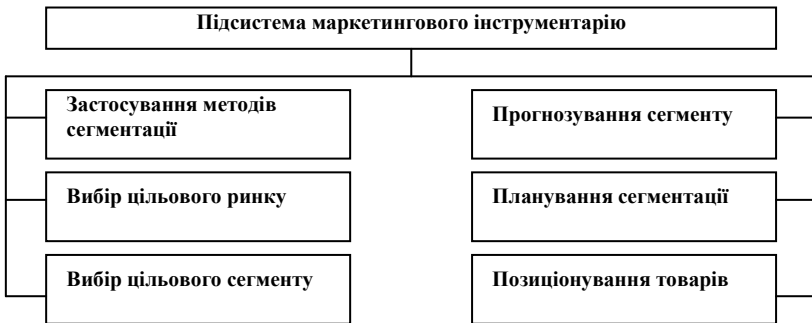 Підсистема маркетингового інструментарію
Застосування методів
сегментації
Вибір цільового ринку
Вибір цільового сегменту
Прогнозування сегменту
Планування сегментації
Позиціонування товарів